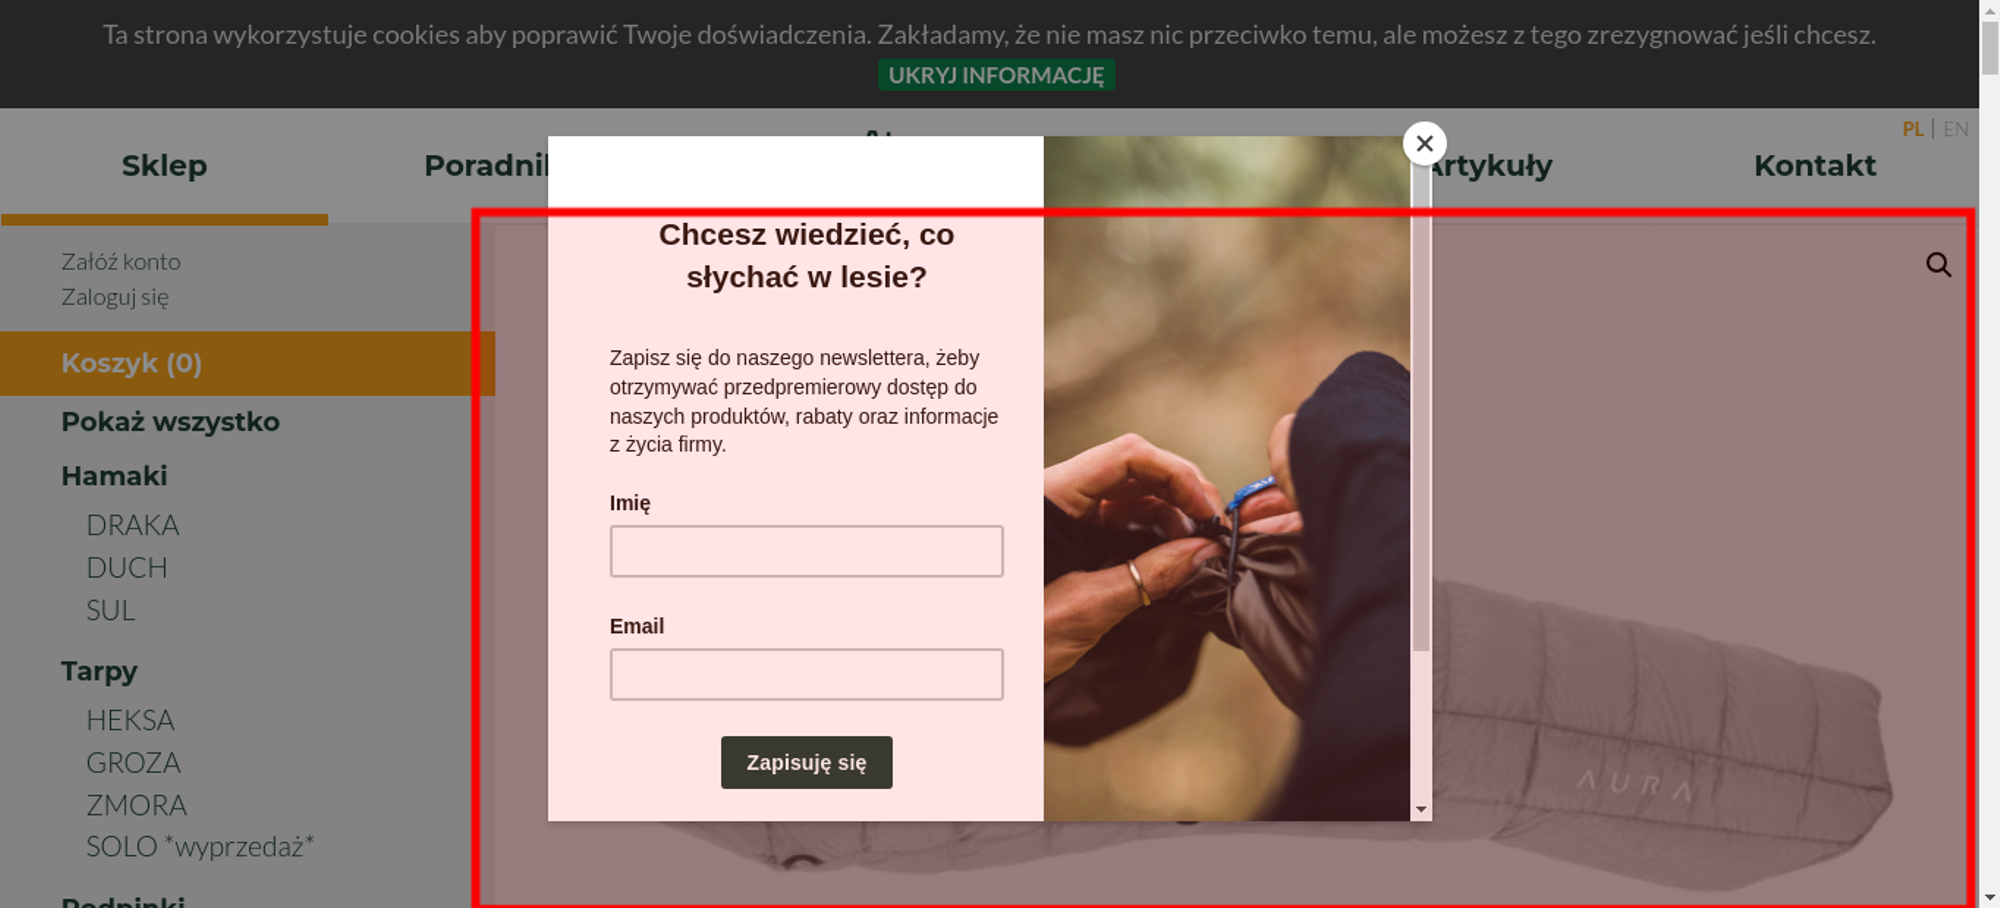 Ta strona wykorzystuje cookies aby poprawić Twoje doświadczenia. Zakładamy, że nie masz nic przeciwko temu, ale możesz z tego zrezygnować jeśli chcesz.
UKRYJ INFORMACJĘ
PL | EN
Sklep
Artykuły
Kontakt
Załóź konto
Zaloguj się
Koszyk (0)
Pokaż wszystko
Hamaki
DRAKA
DUCH
SUL
Tarpy
HEKSA
GROZA
ZMORA
SOLO *wyprzedaż*
Chcesz wiedzieć, co
słychać w lesie?
Zapisz się do naszego newslettera, żeby
otrzymywać przedpremierowy dostęp do
naszych produktów, rabaty oraz informacje
z życia firmy.
Imię
Email
Zapisuję się
AURA